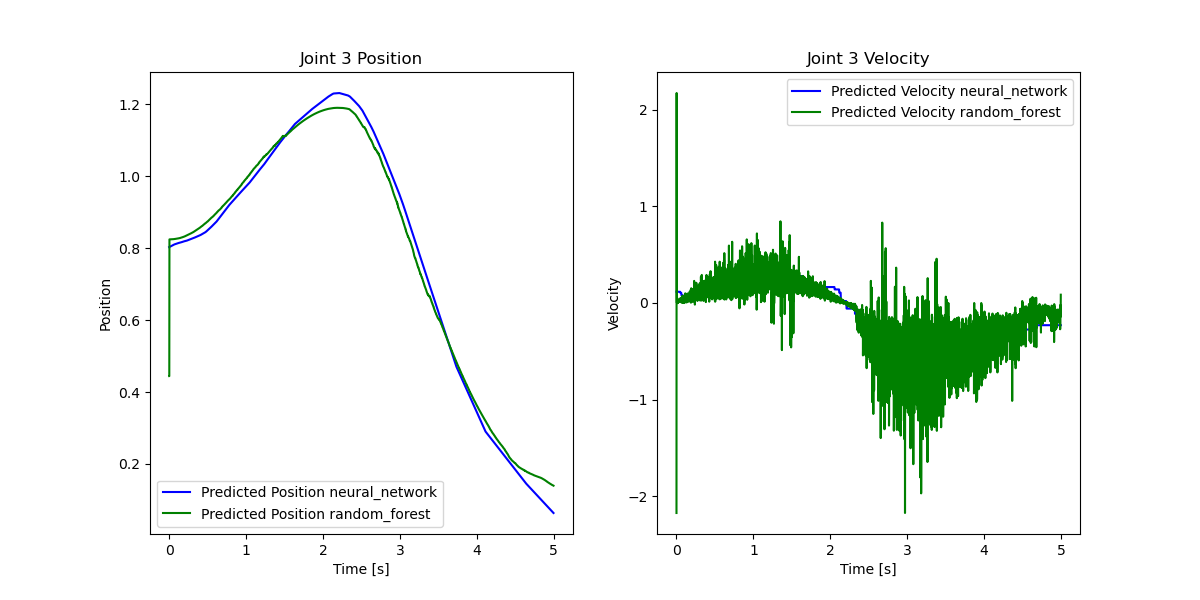 Joint 3 Position
Position
1.2
1.0
0.8
0.6
0.4
0.2
Predicted Position neural_network
Predicted Position random_forest
0 1 2 3 4 5
Time [s]
Joint 3 Velocity
Velocity
2
1
0
−1
−2
Predicted Velocity neural_network
Predicted Velocity random_forest
0 1 2 3 4 5
Time [s]